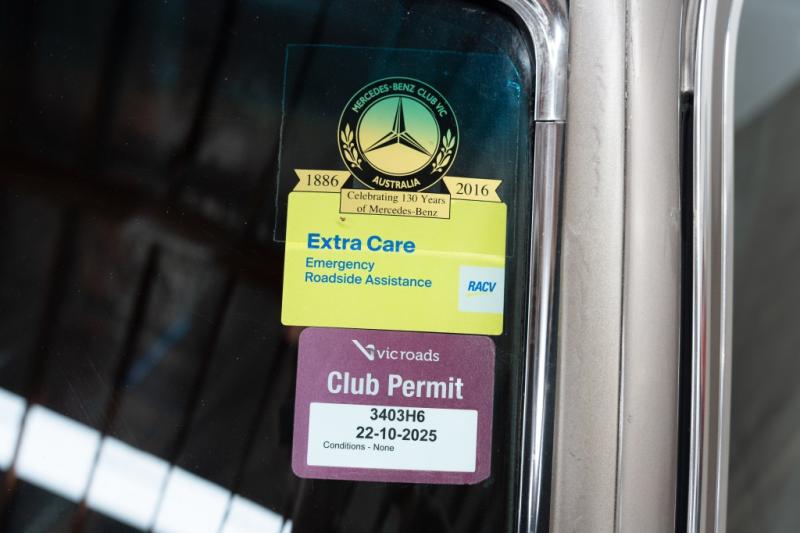 MERCEDES-BENZ CLUB VIC
AUSTRALIA
1886 2016
Celebrating 130 Years
of Mercedes-Benz
Extra Care
Emergency
Roadside Assistance
RACV
vicroads
Club Permit
3403H6
22-10-2025
Conditions - None